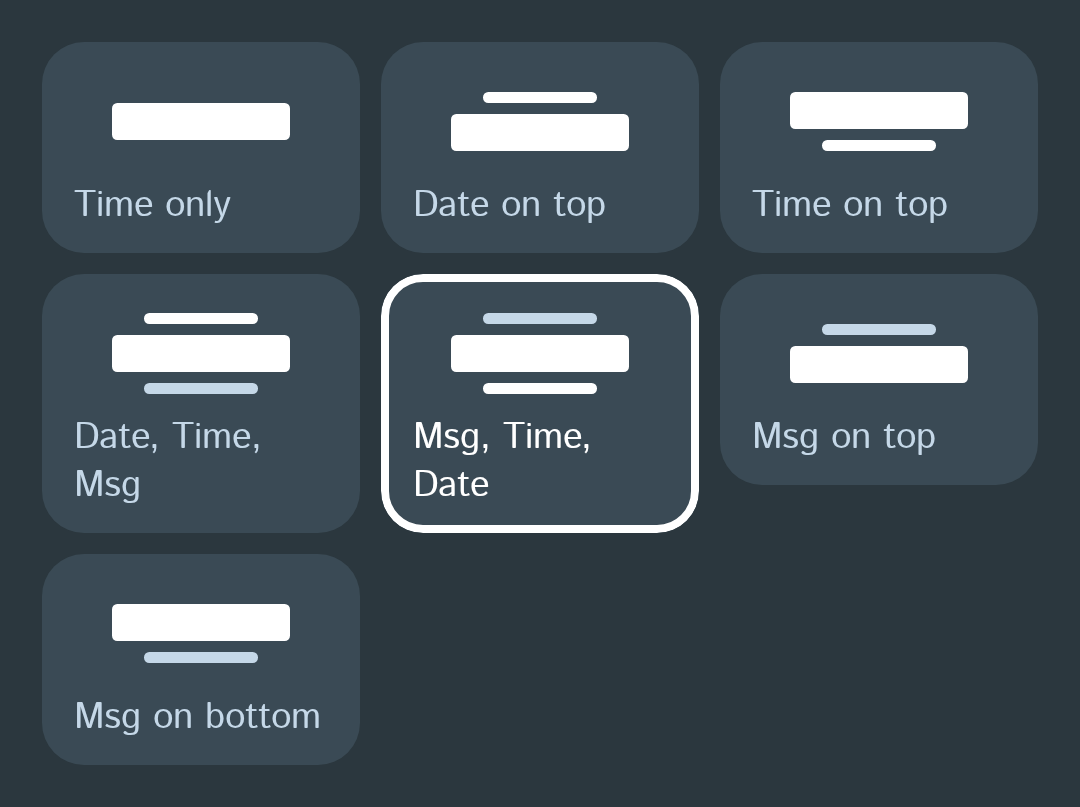 Time only
Date on top
Time on top
Date, Time,
Msg
Msg, Time,
Date
Msg on top
Msg on bottom